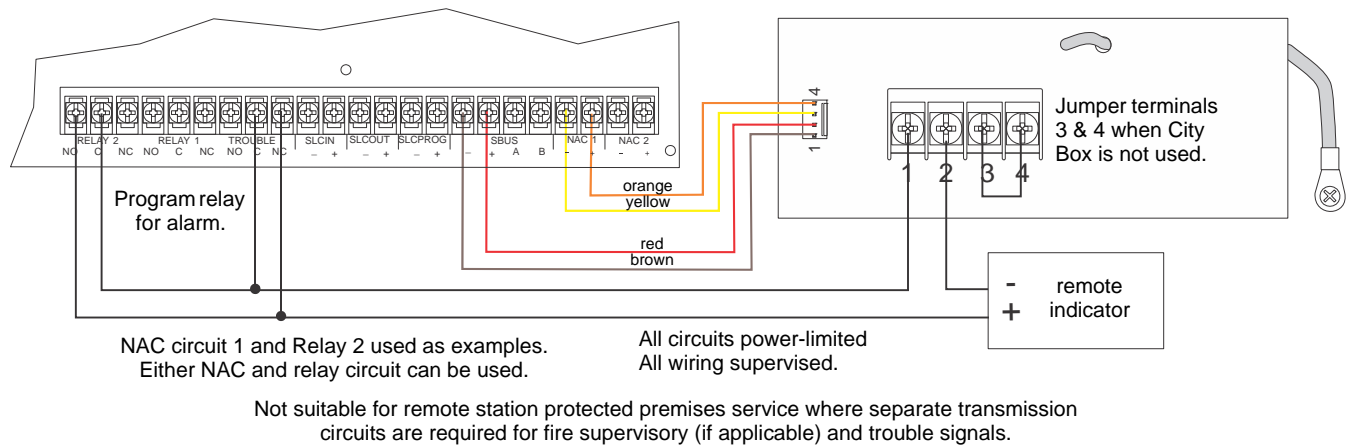 RELAY 2 RELAY 1 TROUBLE SLCIN SLCOUT SLCPROG SBUS NAC 1 NAC 2
NO C NC NO C NC NO C NC – + – + – + – + A B - + - +
4
1
Jumper terminals
3 & 4 when City
Box is not used.
1 2 3 4
Program relay
for alarm.
orange
yellow
red
brown
- remote
+ indicator
NAC circuit 1 and Relay 2 used as examples.
Either NAC and relay circuit can be used.
All circuits power-limited
All wiring supervised.
Not suitable for remote station protected premises service where separate transmission
circuits are required for fire supervisory (if applicable) and trouble signals.